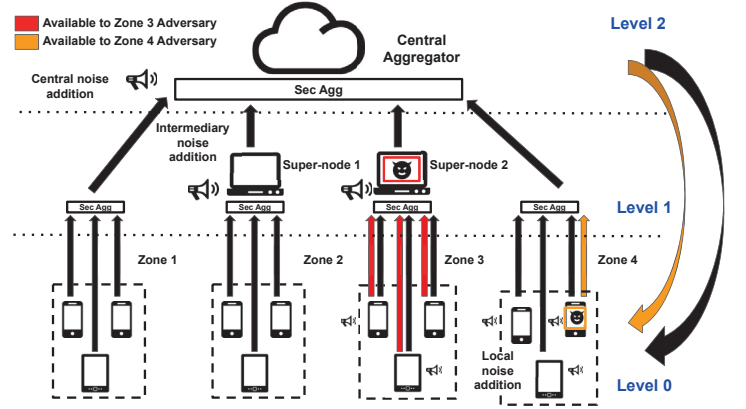 Available to Zone 3 Adversary
Available to Zone 4 Adversary
Level 2
Central
Aggregator
Central noise
addition
Sec Agg
Intermediary
noise
addition
Super-node 1
Super-node 2
Sec Agg
Sec Agg
Sec Agg
Sec Agg
Level 1
Zone 1
Zone 2
Zone 3
Zone 4
Local
noise
addition
Level 0